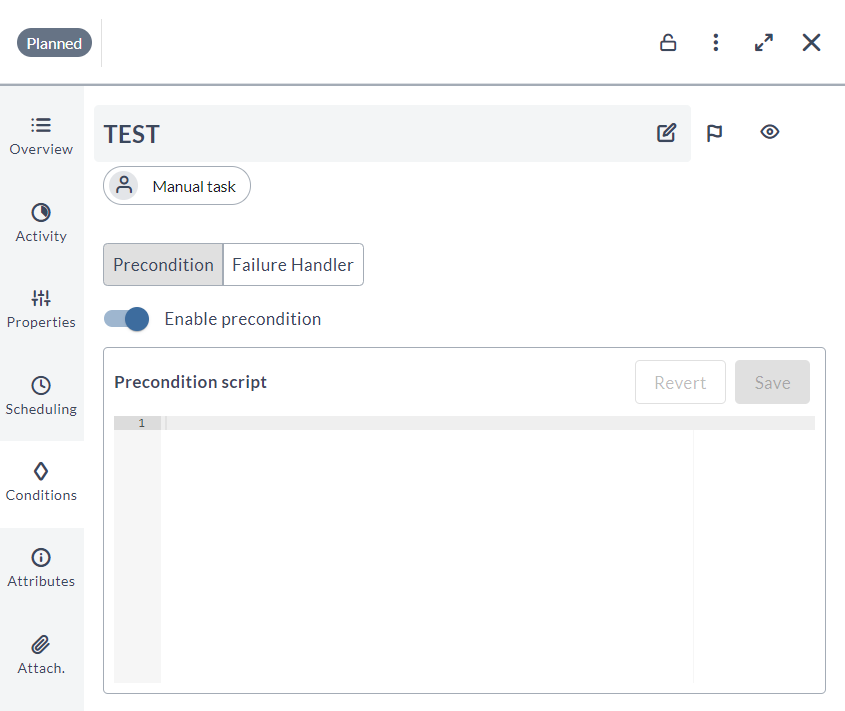 Planned
Overview
Activity
Properties
Scheduling
Conditions
Attributes
Attach.
TEST
Manual task
Precondition
Failure Handler
Enable precondition
Precondition script
Revert
Save
1